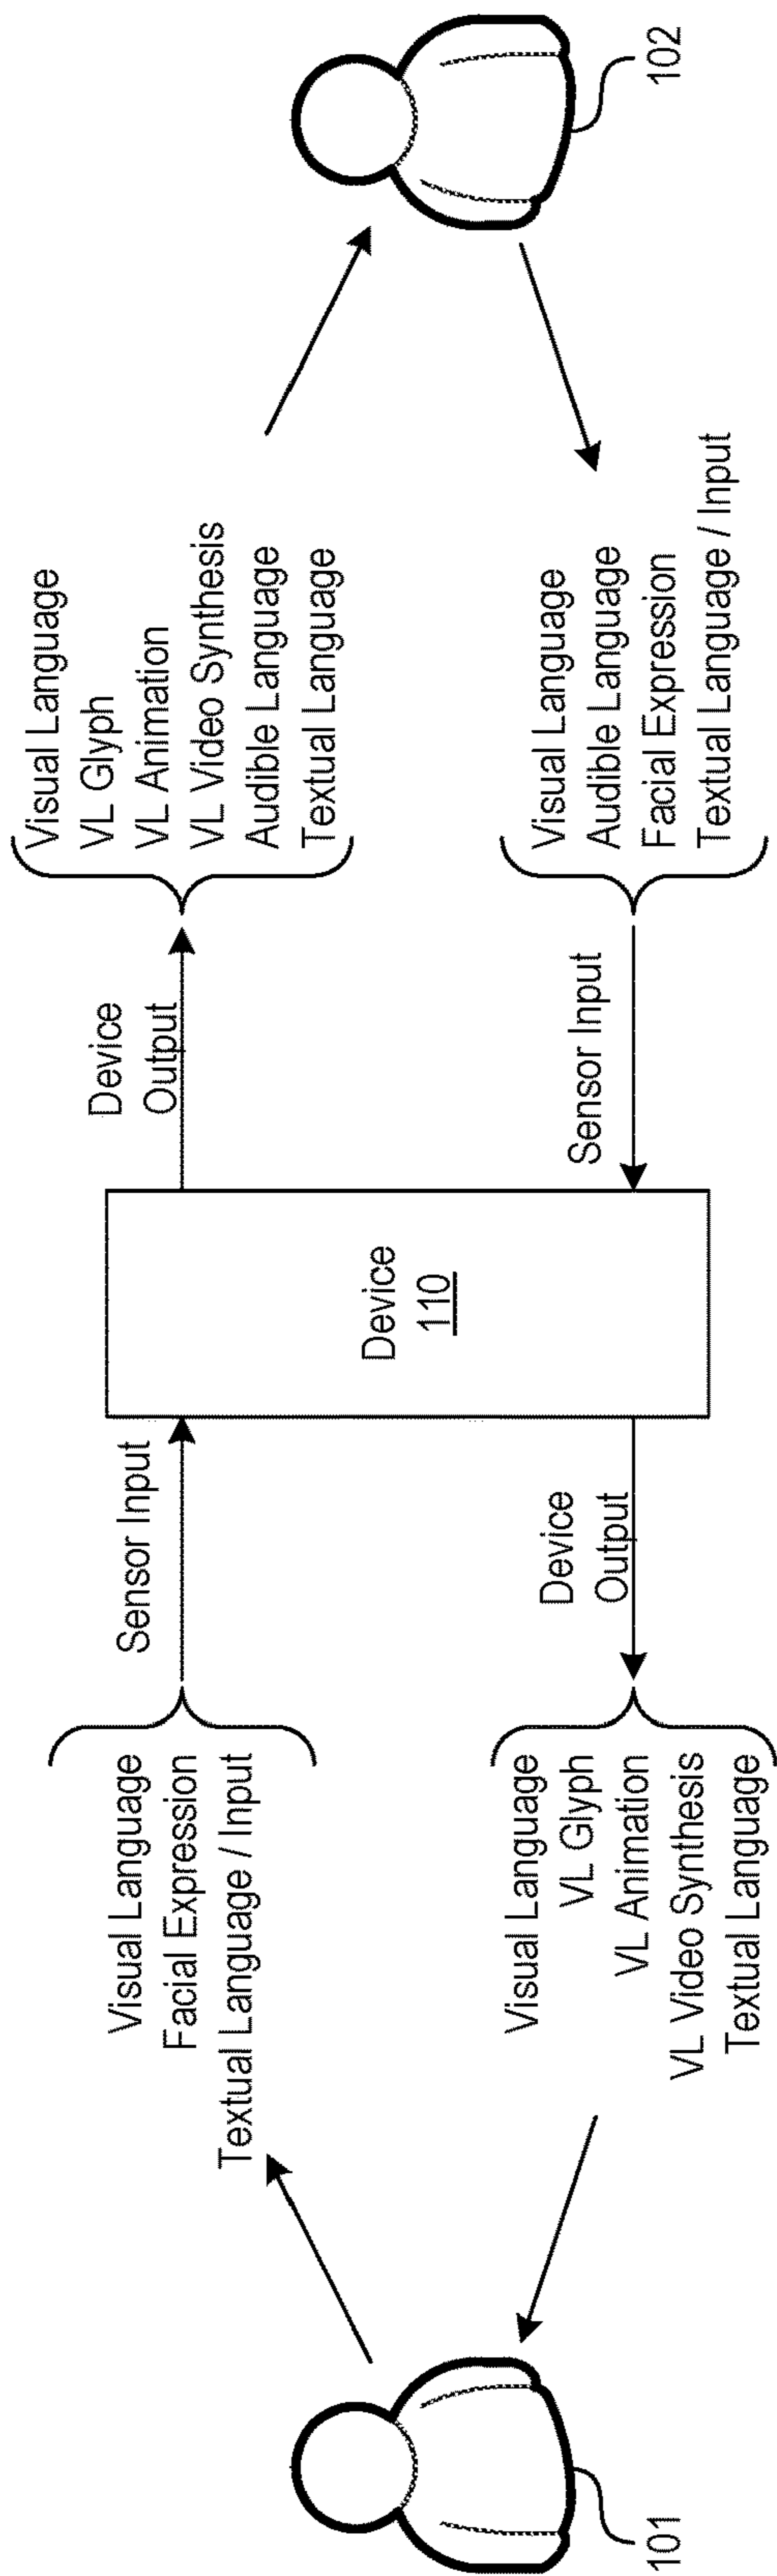 Visual Language
Facial Expression
Textual Language / Input
Sensor Input
Device
Output
Visual Language
VL Glyph
VL Animation
VL Video Synthesis
Audible Language
Textual Language
Device
110
101
102
Visual Language
VL Glyph
VL Animation
VL Video Synthesis
Textual Language
Device
Output
Sensor Input
Visual Language
Audible Language
Facial Expression
Textual Language / Input